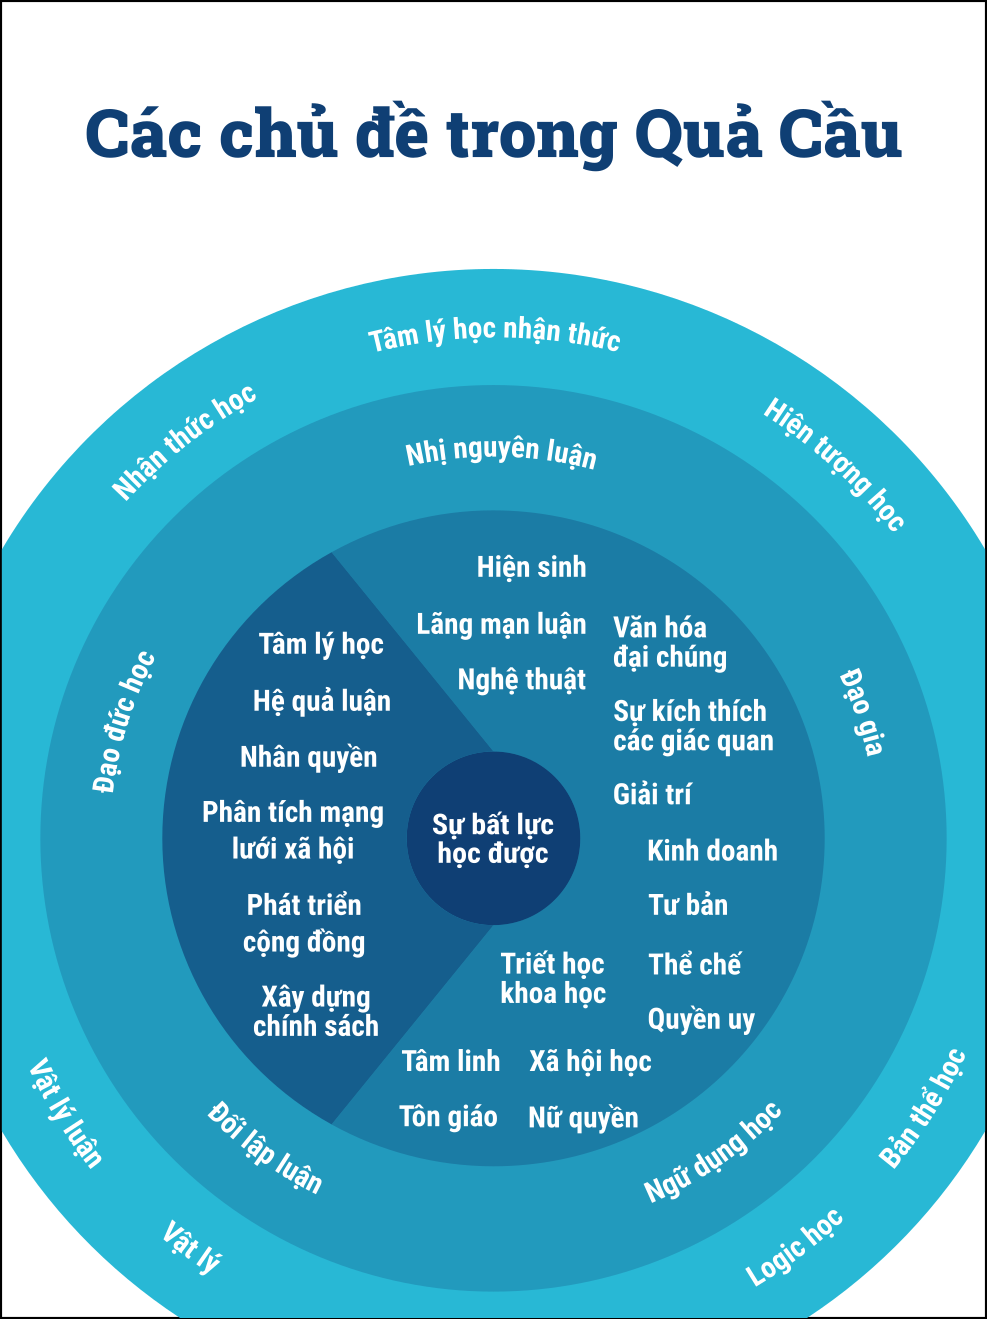 Các chủ đề trong Quả Cầu
Tâm lý học nhận thức
Nhận thức học
Hiện tượng học
Nhị nguyên luận
Đạo đức học
Đạo gia
Hiện sinh
Lãng mạn luận
Nghệ thuật
Văn hóa
đại chúng
Sự kích thích
các giác quan
Giải trí
Kinh doanh
Tư bản
Thể chế
Quyền uy
Tâm lý học
Hệ quả luận
Nhân quyền
Phân tích mạng
lưới xã hội
Phát triển
cộng đồng
Xây dựng
chính sách
Sự bất lực
học được
Triết học
khoa học
Tâm linh
Xã hội học
Tôn giáo
Nữ quyền
Vật lý luận
Đối lập luận
Ngữ dụng học
Bản thể học
Vật lý
Logic học